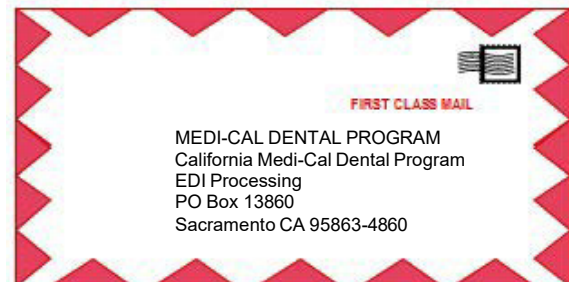 FIRST CLASS MAIL
MEDI-CAL DENTAL PROGRAM
California Medi-Cal Dental Program
EDI Processing
PO Box 13860
Sacramento CA 95863-4860